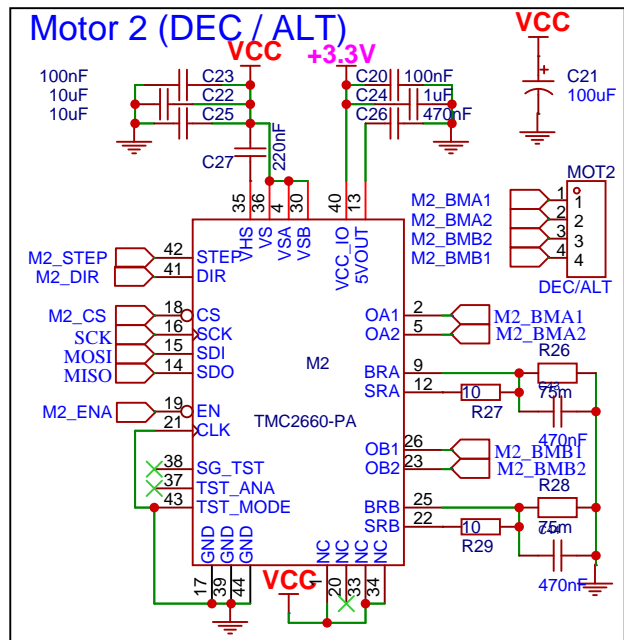 Motor 2 (DEC / ALT)
VCC
+3.3V
VCC
100nF
C23
C20
100nF
10uF
C22
C24
1uF
10uF
C25
C26
470nF
C21
100uF
C27
220nF
MOT2
35
36
4
30
40
13
VHS
VS
VSA
VSB
VCC_IO
5VOUT
M2_BMA1
1
1
M2_BMA2
2
2
M2_BMB2
3
3
M2_BMB1
4
4
DEC/ALT
M2_STEP
42
STEP
M2_DIR
41
DIR
M2_CS
18
CS
SCK
16
SCK
MOSI
15
SDI
MISO
14
SDO
M2_ENA
19
EN
21
CLK
38
SG_TST
37
TST_ANA
43
TST_MODE
M2
TMC2660-PA
OA1
2
M2_BMA1
OA2
5
M2_BMA2
BRA
9
R26
75m
SRA
12
10
R27
470nF
OB1
26
M2_BMB1
OB2
23
M2_BMB2
BRB
25
R28
75m
SRB
22
10
R29
470nF
GND
GND
GND
NC
NC
NC
NC
17
39
44
VCC
1
20
33
34